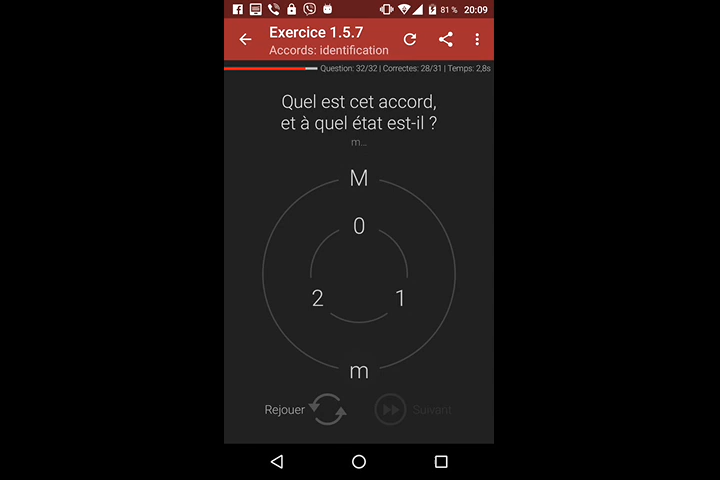 81 % 20:09
Exercice 1.5.7
Accords: identification
Question: 32/32 | Correctes: 28/31 | Temps: 2,8s
Quel est cet accord,
et à quel état est-il ?
m...
M
0
2 1
m
Rejouer Suivant